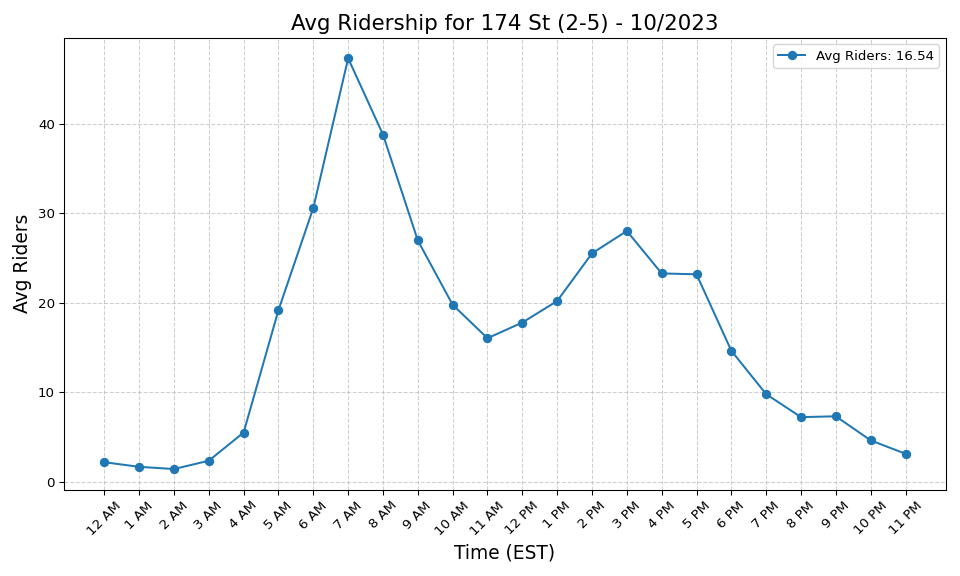 Avg Ridership for 174 St (2-5) - 10/2023
Avg Riders: 16.54
Avg Riders
40
30
20
10
0
12 AM 1 AM 2 AM 3 AM 4 AM 5 AM 6 AM 7 AM 8 AM 9 AM 10 AM 11 AM 12 PM 1 PM 2 PM 3 PM 4 PM 5 PM 6 PM 7 PM 8 PM 9 PM 10 PM 11 PM
Time (EST)